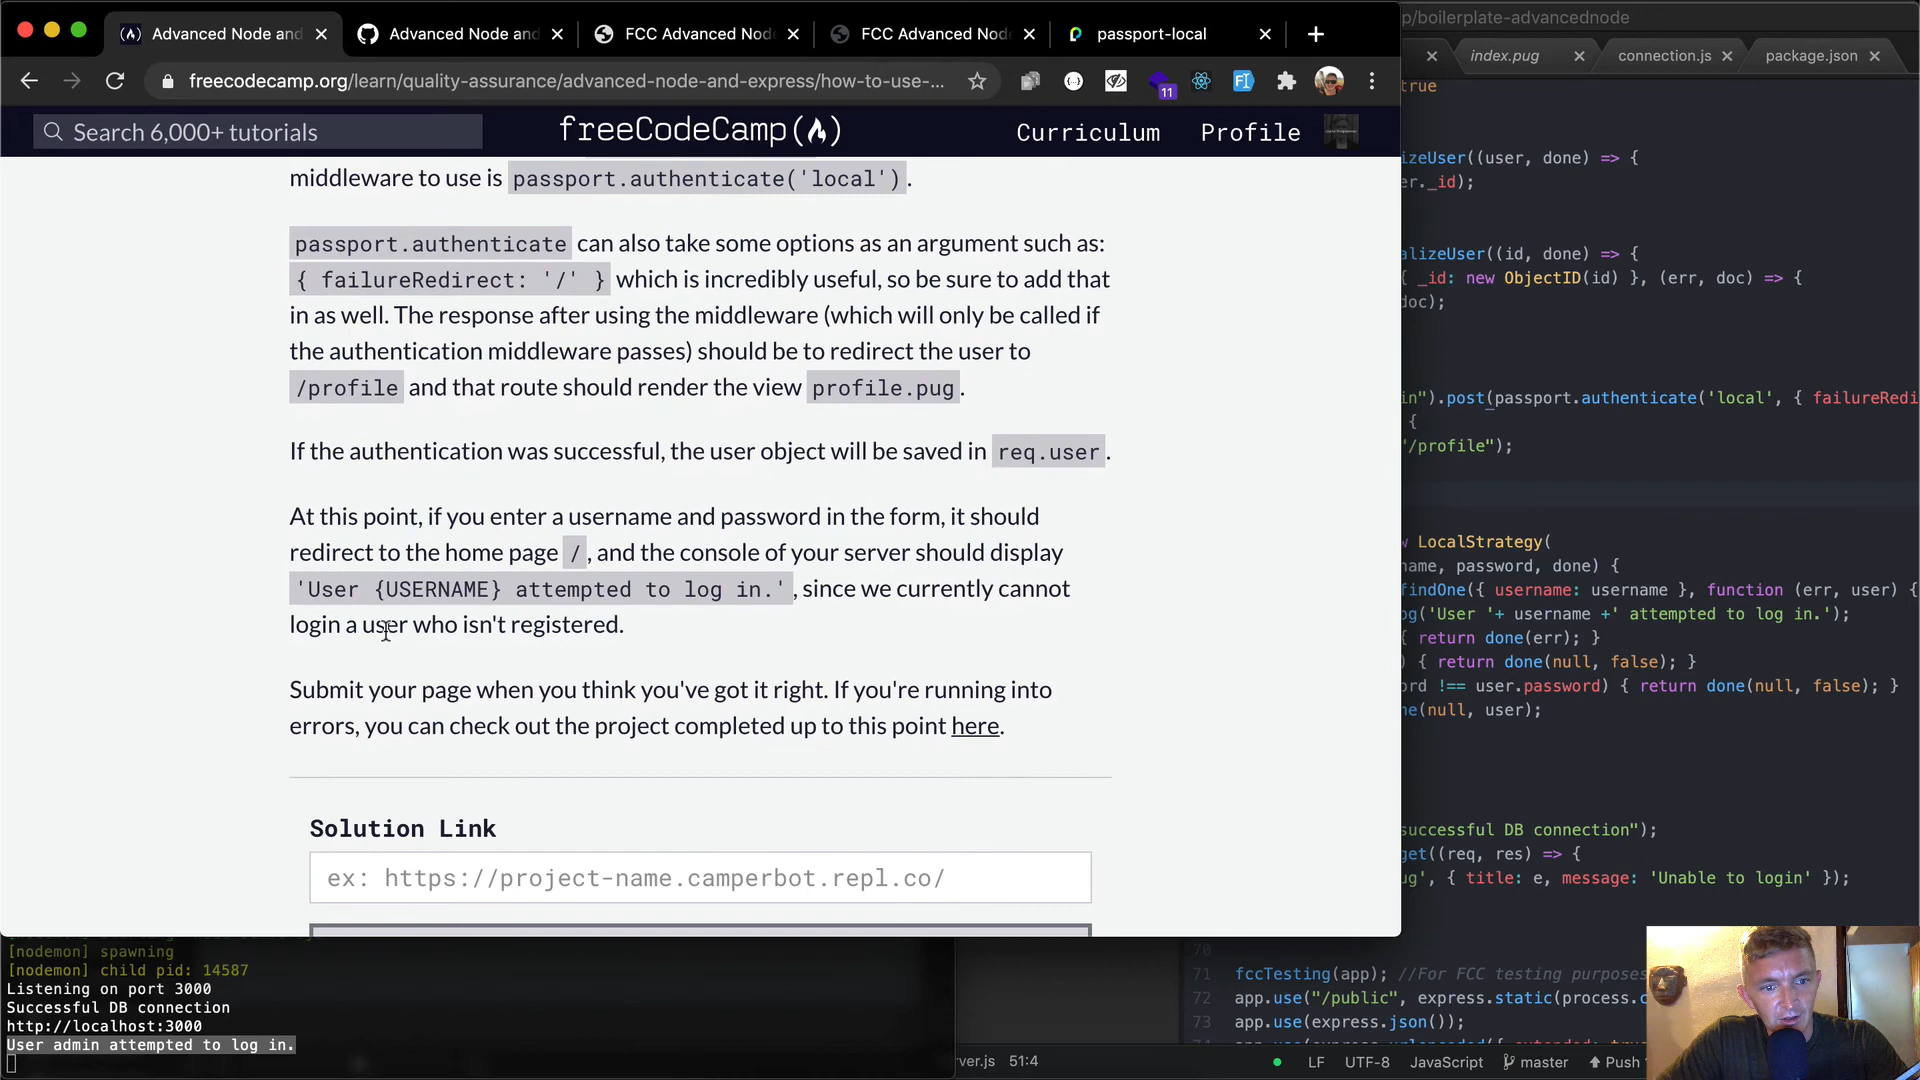 Advanced Node and
Advanced Node and
FCC Advanced Node
FCC Advanced Node
passport-local
freecodecamp.org/learn/quality-assurance/advanced-node-and-express/how-to-use-...
11
Search 6,000+ tutorials
freeCodeCamp(
)
Curriculum
Profile
middleware to use is passport.authenticate('local').
passport.authenticate can also take some options as an argument such as:
{ failureRedirect: '/' } which is incredibly useful, so be sure to add that
in as well. The response after using the middleware (which will only be called if
the authentication middleware passes) should be to redirect the user to
/profile and that route should render the view profile.pug.
If the authentication was successful, the user object will be saved in req.user.
At this point, if you enter a username and password in the form, it should
redirect to the home page /, and the console of your server should display
'User {USERNAME} attempted to log in.', since we currently cannot
login a user who isn't registered.
Submit your page when you think you've got it right. If you're running into
errors, you can check out the project completed up to this point here.
Solution Link
ex: https://project-name.camperbot.repl.co/
[nodemon] spawning
[nodemon] child pid: 14587
Listening on port 3000
Successful DB connection
http://localhost:3000
User admin attempted to log in.
p/boilerplate-advancednode
index.pug
connection.js
package.json
true
izeUser((user, done) => {
er._id);
alizeUser((id, done) => {
{ _id: new ObjectID(id) }, (err, doc) => {
doc);
in").post(passport.authenticate('local', { failureRedi
{
"/profile");
w LocalStrategy(
name, password, done) {
findOne({ username: username }, function (err, user) {
og('User '+ username +' attempted to log in.');
{ return done(err); }
) { return done(null, false); }
ord !== user.password) { return done(null, false); }
ne(null, user);
successful DB connection");
get((req, res) => {
ug', { title: e, message: 'Unable to login' });
70
71 fccTesting(app); //For FCC testing purposes
72 app.use("/public", express.static(process.c
73 app.use(express.json());
rver.js 51:4
LF UTF-8 JavaScript master Push